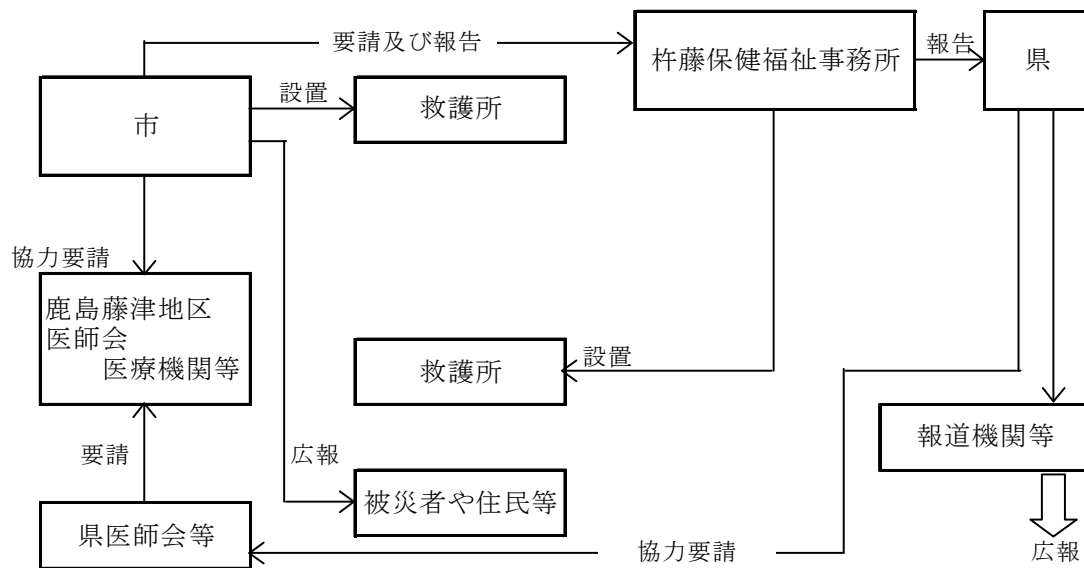 要請及び報告
杵藤保健福祉事務所
報告
県
市
設置
救護所
協力要請
鹿島藤津地区
医師会
医療機関等
救護所
設置
報道機関等
要請
広報
被災者や住民等
県医師会等
協力要請
広報